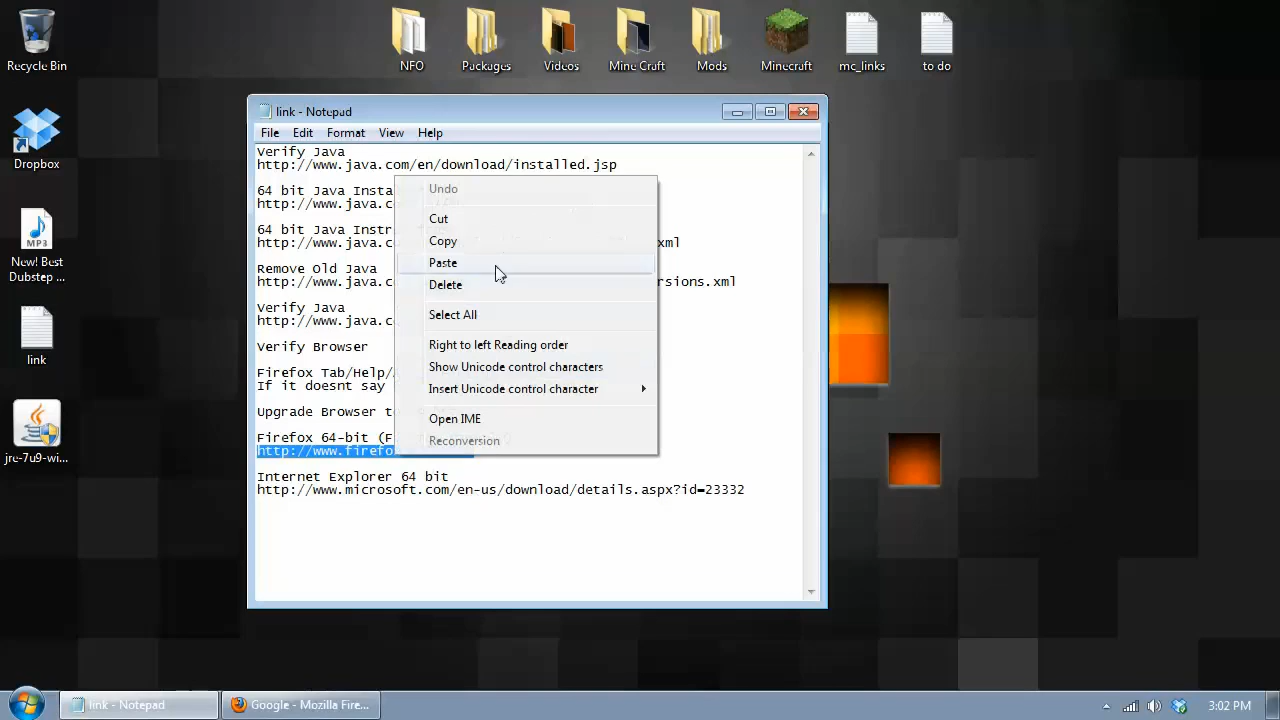 Recycle Bin
NFO
Packages
Videos
Mine Craft
Mods
Minecraft
mc_links
to do
Dropbox
MP3
New! Best
Dubstep ...
link
jre-7u9-wi...
link - Notepad
File Edit Format View Help
Verify Java
http://www.java.com/en/download/installed.jsp
64 bit Java Insta
http://www.java.c
64 bit Java Instr
http://www.java.c xml
Remove Old Java
http://www.java.c rsions.xml
Verify Java
http://www.java.c
Verify Browser
Firefox Tab/Help/
If it doesnt say
Upgrade Browser t
Firefox 64-bit (F
http://www.firefo
Internet Explorer 64 bit
http://www.microsoft.com/en-us/download/details.aspx?id=23332
Undo
Cut
Copy
Paste
Delete
Select All
Right to left Reading order
Show Unicode control characters
Insert Unicode control character
Open IME
Reconversion
link - Notepad
Google - Mozilla Fire...
3:02 PM